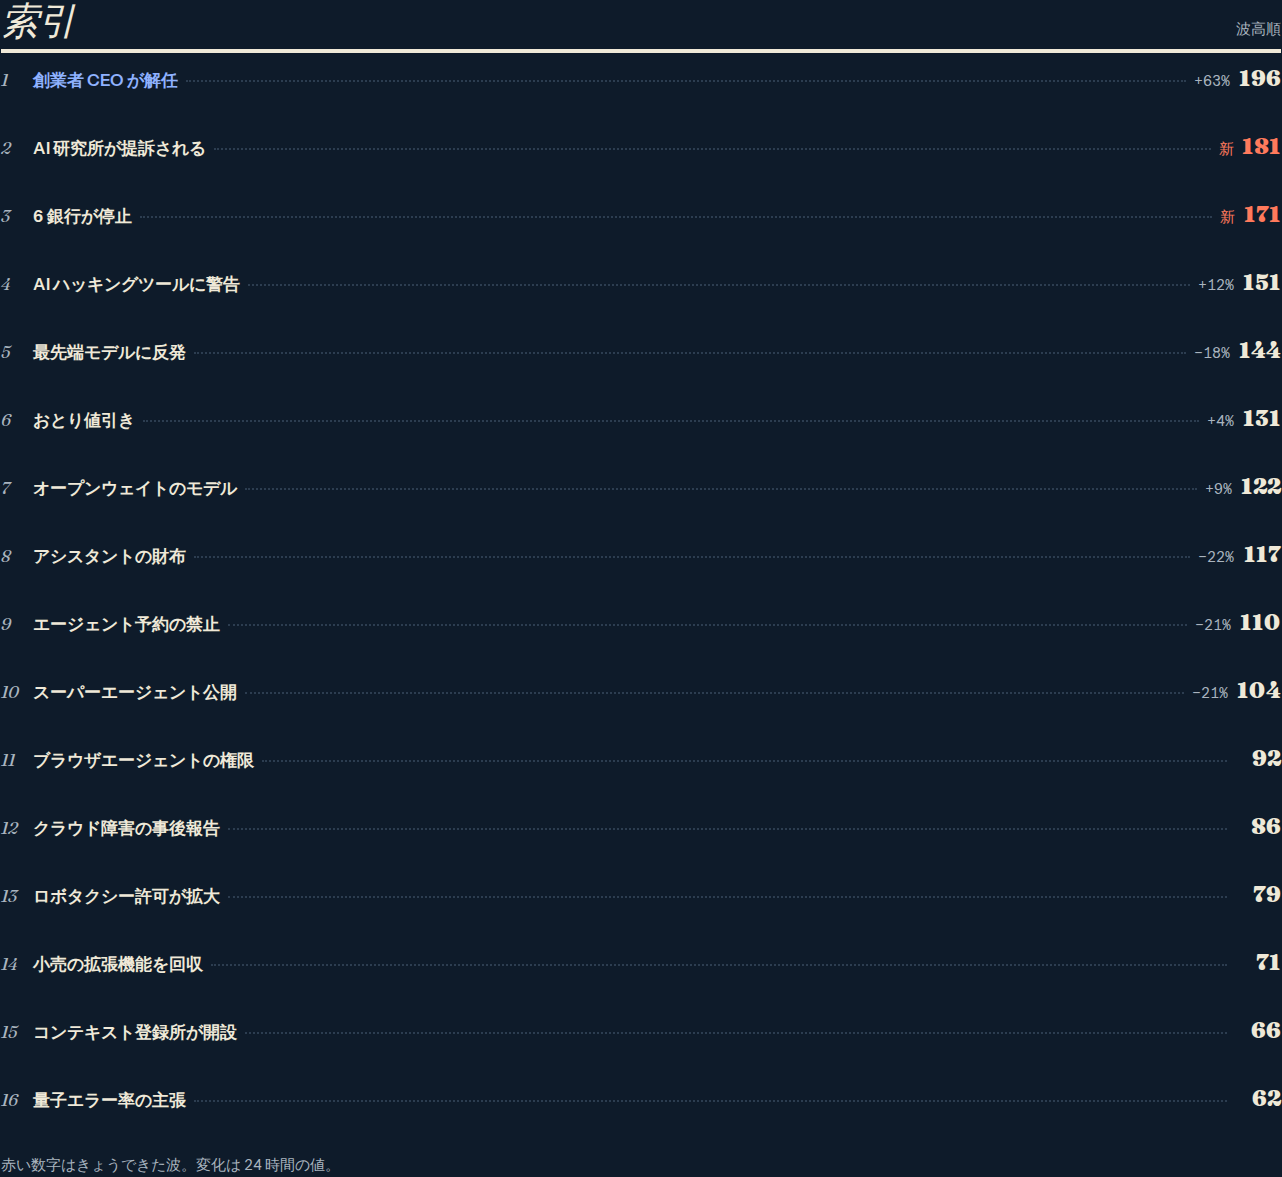 索引 波高順
1 創業者 CEO が解任 +63% 196
2 AI 研究所が提訴される 新 181
3 6 銀行が停止 新 171
4 AI ハッキングツールに警告 +12% 151
5 最先端モデルに反発 −18% 144
6 おとり値引き +4% 131
7 オープンウェイトのモデル +9% 122
8 アシスタントの財布 −22% 117
9 エージェント予約の禁止 −21% 110
10 スーパーエージェント公開 −21% 104
11 ブラウザエージェントの権限 92
12 クラウド障害の事後報告 86
13 ロボタクシー許可が拡大 79
14 小売の拡張機能を回収 71
15 コンテキスト登録所が開設 66
16 量子エラー率の主張 62
赤い数字はきょうできた波。変化は 24 時間の値。